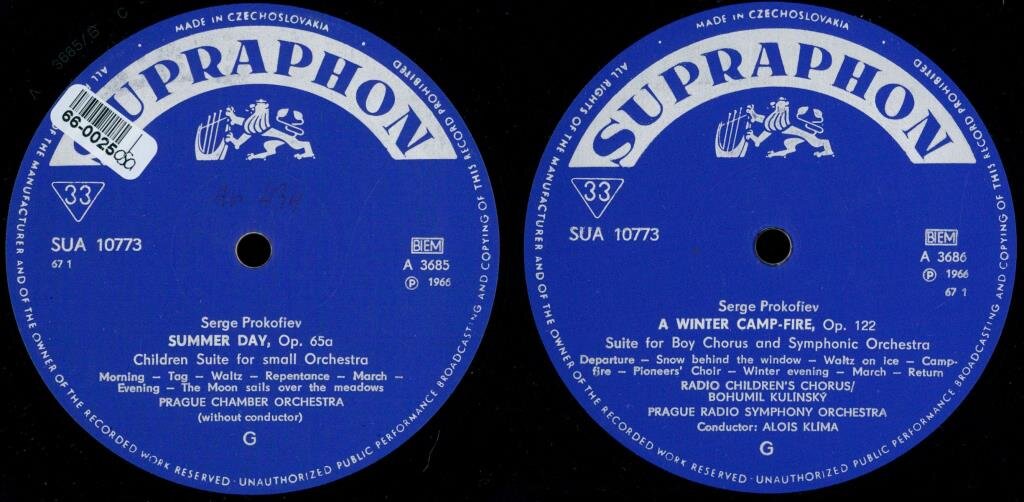 MADE IN CZECHOSLOVAKIA
SUPRAPHON
66-0025
33
SUA 10773
67 1
BIEM
A 3685
Ⓟ 1966
Serge Prokofiev
SUMMER DAY, Op. 65a
Children Suite for small Orchestra
Morning – Tag – Waltz – Repentance – March –
Evening – The Moon sails over the meadows
PRAGUE CHAMBER ORCHESTRA
(without conductor)
G
ALL RIGHTS OF THE MANUFACTURER AND OF THE OWNER OF THE RECORDED WORK RESERVED · UNAUTHORIZED PUBLIC PERFORMANCE BROADCASTING AND COPYING OF THIS RECORD PROHIBITED
MADE IN CZECHOSLOVAKIA
SUPRAPHON
33
SUA 10773
BIEM
A 3686
Ⓟ 1966
67 1
Serge Prokofiev
A WINTER CAMP-FIRE, Op. 122
Suite for Boy Chorus and Symphonic Orchestra
Departure – Snow behind the window – Waltz on ice – Camp-
fire – Pioneers' Choir – Winter evening – March – Return
RADIO CHILDREN'S CHORUS/
BOHUMIL KULÍNSKÝ
PRAGUE RADIO SYMPHONY ORCHESTRA
Conductor: ALOIS KLÍMA
G
ALL RIGHTS OF THE MANUFACTURER AND OF THE OWNER OF THE RECORDED WORK RESERVED · UNAUTHORIZED PUBLIC PERFORMANCE BROADCASTING AND COPYING OF THIS RECORD PROHIBITED